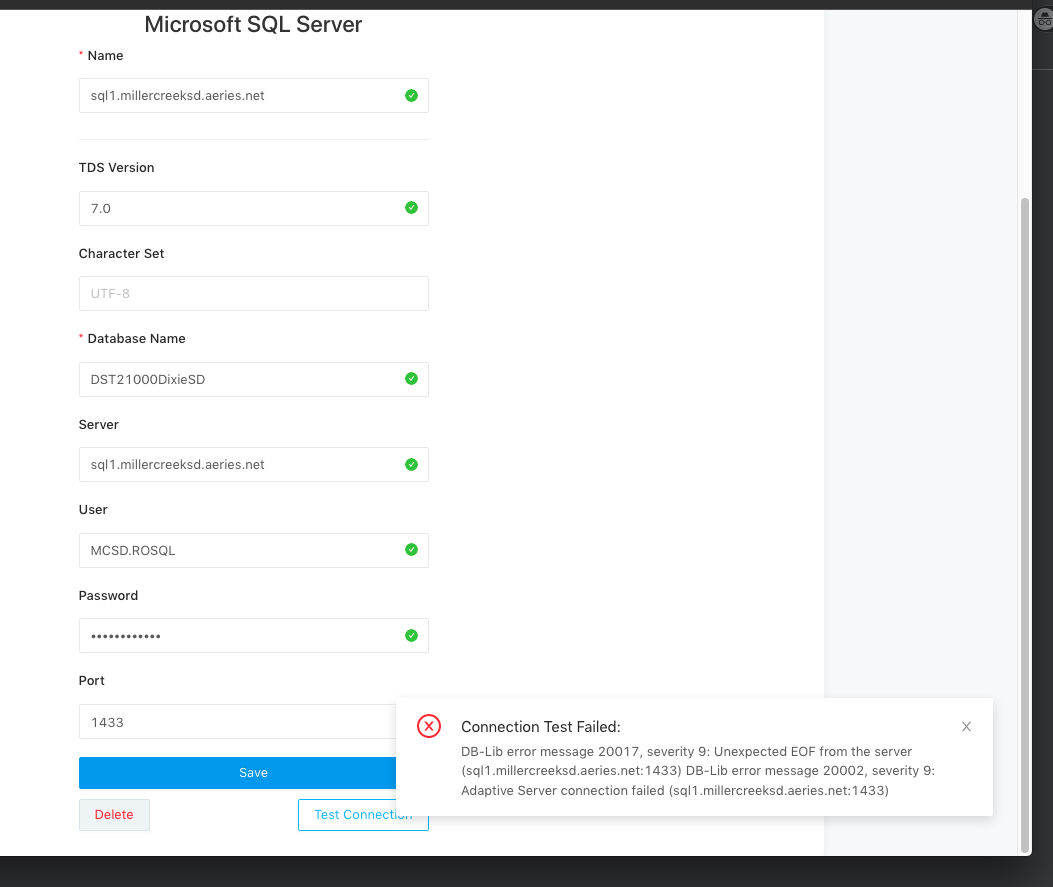 Microsoft SQL Server
* Name
sql1.millercreeksd.aeries.net
TDS Version
7.0
Character Set
UTF-8
* Database Name
DST21000DixieSD
Server
sql1.millercreeksd.aeries.net
User
MCSD.ROSQL
Password
••••••••••••
Port
1433
Save
Delete
Test Connection
Connection Test Failed:
DB-Lib error message 20017, severity 9: Unexpected EOF from the server
(sql1.millercreeksd.aeries.net:1433) DB-Lib error message 20002, severity 9:
Adaptive Server connection failed (sql1.millercreeksd.aeries.net:1433)